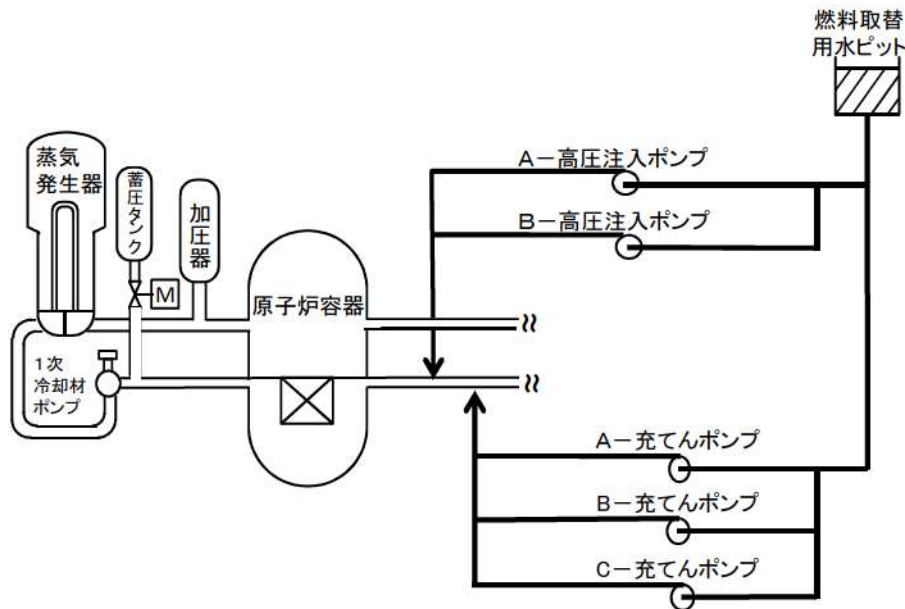 燃料取替
用水ピット
蒸気
発生器
蓄圧タンク
加圧器
M
A－高圧注入ポンプ
B－高圧注入ポンプ
原子炉容器
1次
冷却材
ポンプ
A－充てんポンプ
B－充てんポンプ
C－充てんポンプ